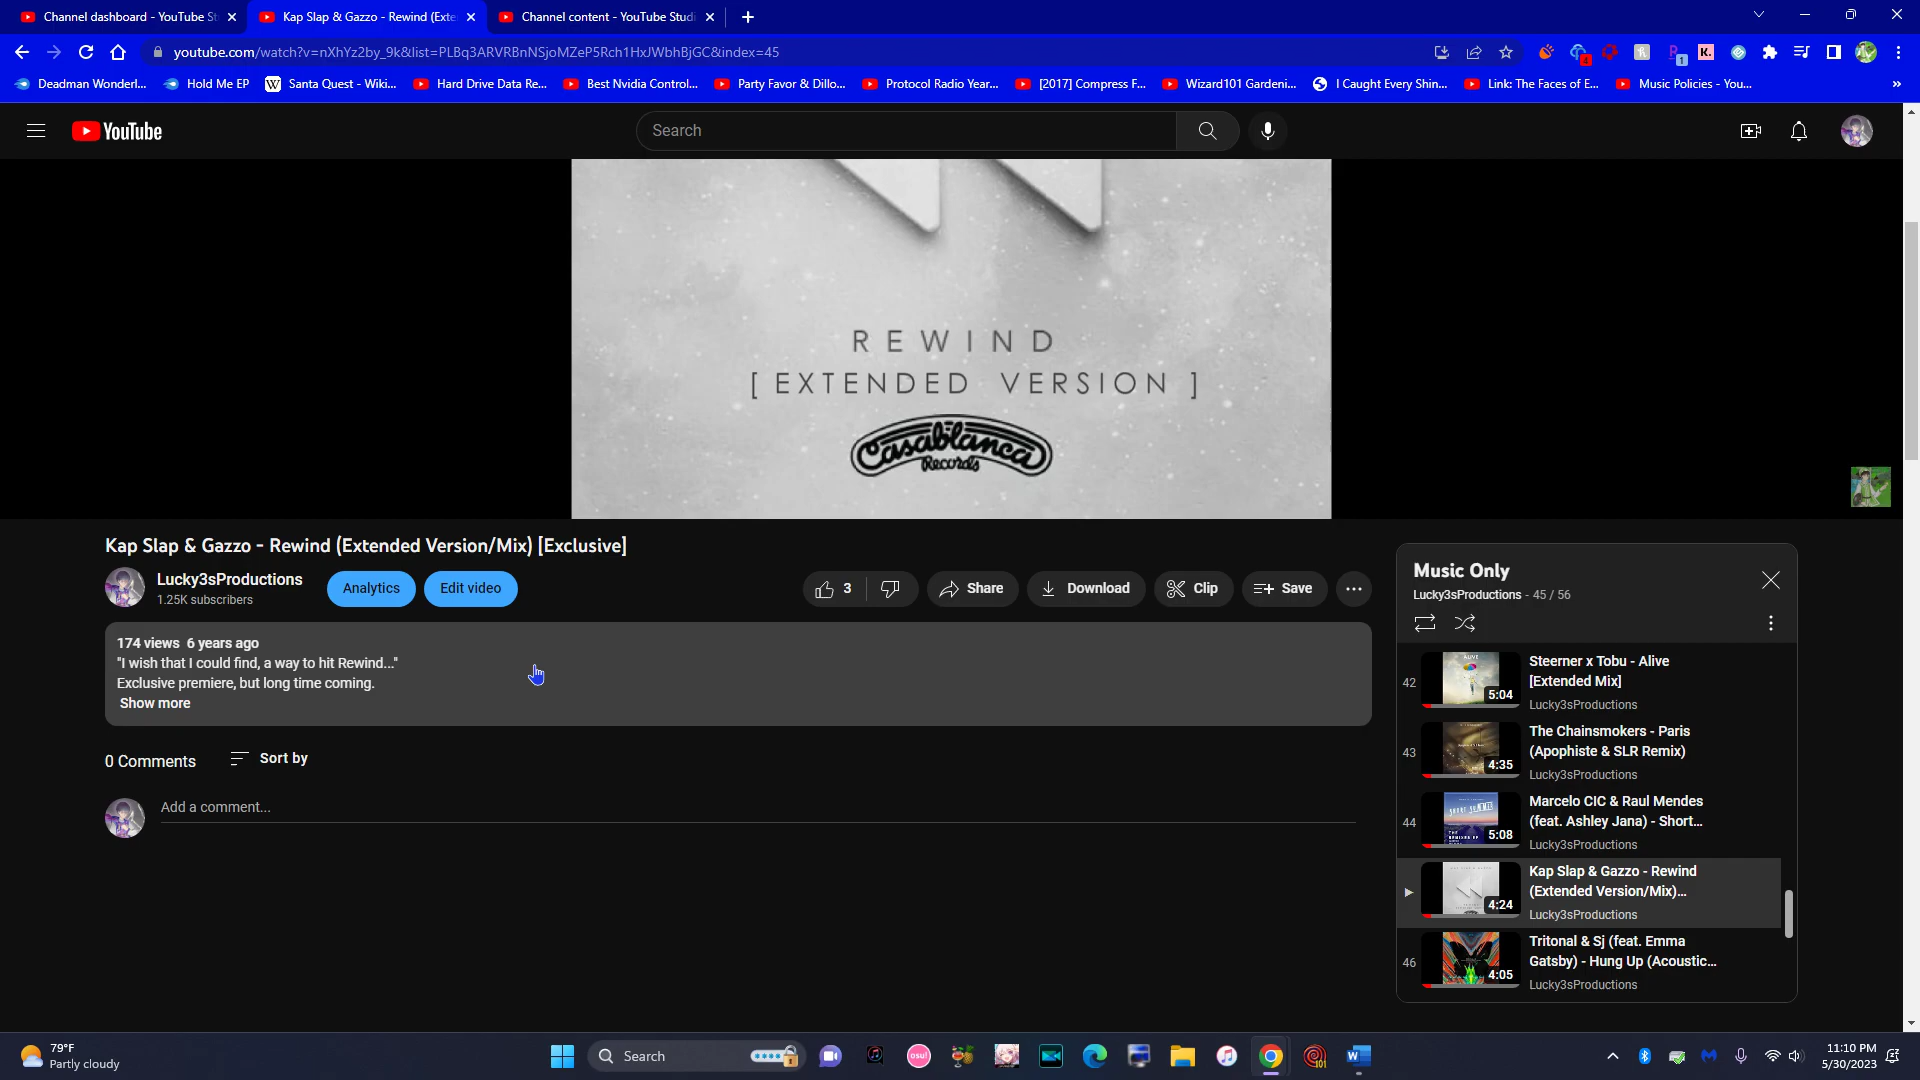 Channel dashboard - YouTube St
Kap Slap & Gazzo - Rewind (Exte
Channel content - YouTube Studi
youtube.com/watch?v=nXhYz2by_9k&list=PLBq3ARVRBnNSjoMZeP5Rch1HxJWbhBjGC&index=45
4
1
K.
Deadman Wonderl...
Hold Me EP
W Santa Quest - Wiki...
Hard Drive Data Re...
Best Nvidia Control...
Party Favor & Dillo...
Protocol Radio Year...
[2017] Compress F...
Wizard101 Gardeni...
I Caught Every Shin...
Link: The Faces of E...
Music Policies - You...
»
YouTube
Search
REWIND
[ EXTENDED VERSION ]
Casablanca
Records
Kap Slap & Gazzo - Rewind (Extended Version/Mix) [Exclusive]
Lucky3sProductions
1.25K subscribers
Analytics
Edit video
3
Share
Download
Clip
Save
174 views 6 years ago
"I wish that I could find, a way to hit Rewind..."
Exclusive premiere, but long time coming.
Show more
0 Comments
Sort by
Add a comment...
Music Only
Lucky3sProductions - 45 / 56
42
5:04
Steerner x Tobu - Alive
[Extended Mix]
Lucky3sProductions
43
4:35
The Chainsmokers - Paris
(Apophiste & SLR Remix)
Lucky3sProductions
44
5:08
Marcelo CIC & Raul Mendes
(feat. Ashley Jana) - Short...
Lucky3sProductions
4:24
Kap Slap & Gazzo - Rewind
(Extended Version/Mix)...
Lucky3sProductions
46
4:05
Tritonal & Sj (feat. Emma
Gatsby) - Hung Up (Acoustic...
Lucky3sProductions
79°F
Partly cloudy
Search
osu!
101
W
11:10 PM
5/30/2023